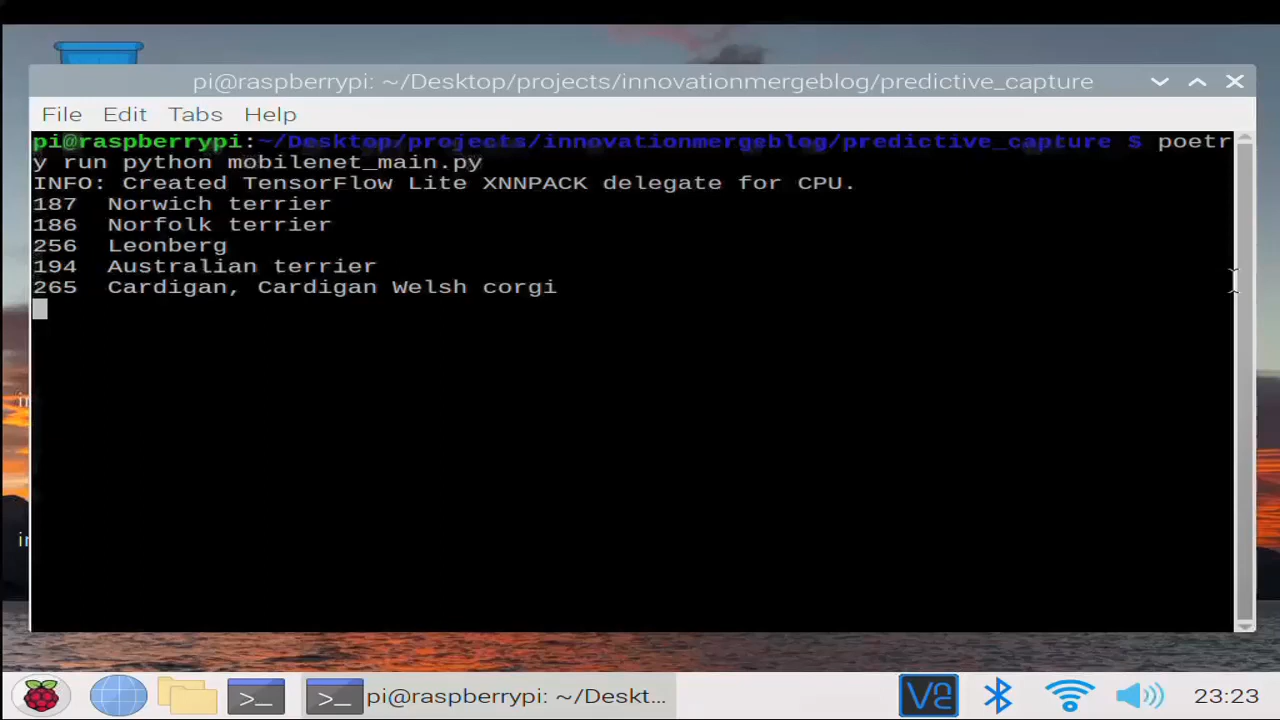 pi@raspberrypi: ~/Desktop/projects/innovationmergeblog/predictive_capture
File Edit Tabs Help
pi@raspberrypi:~/Desktop/projects/innovationmergeblog/predictive_capture $ poetr
y run python mobilenet_main.py
INFO: Created TensorFlow Lite XNNPACK delegate for CPU.
187 Norwich terrier
186 Norfolk terrier
256 Leonberg
194 Australian terrier
265 Cardigan, Cardigan Welsh corgi
pi@raspberrypi: ~/Deskt...
23:23